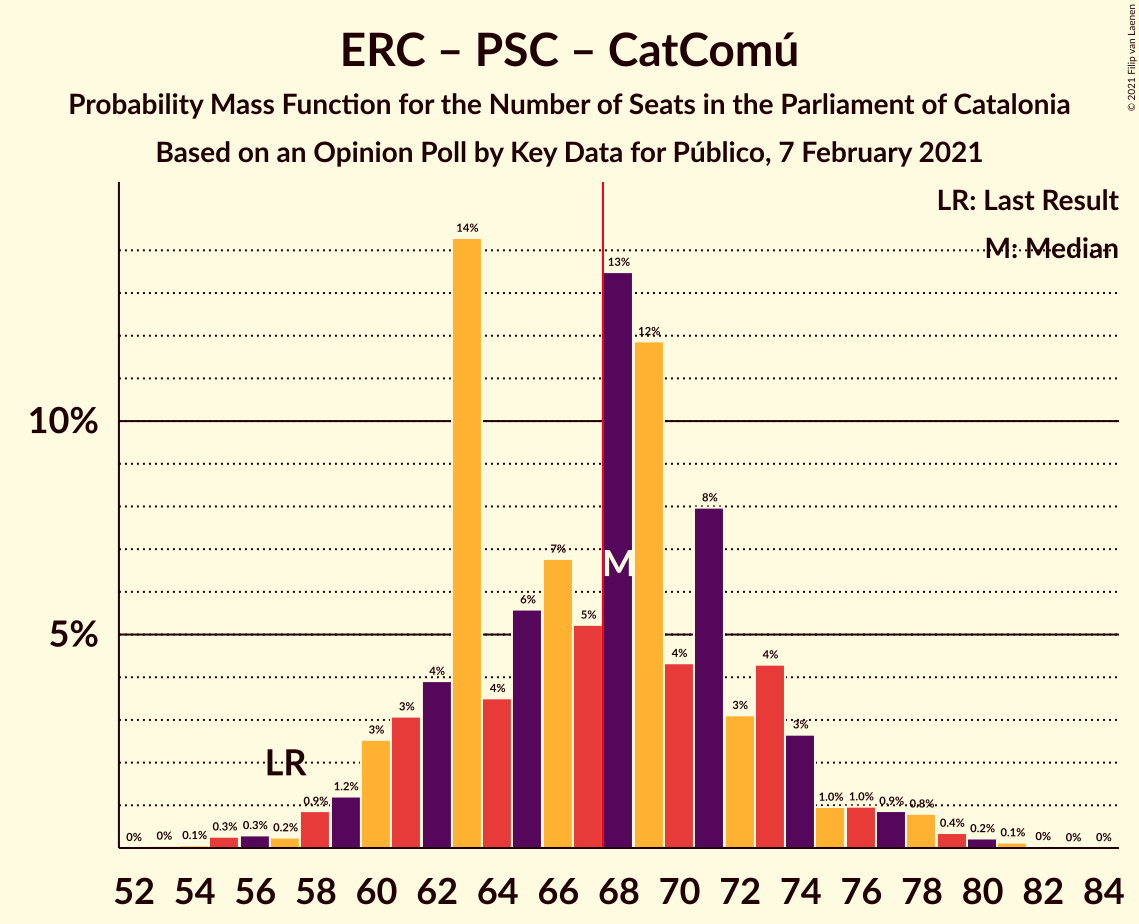 ERC – PSC – CatComú
Probability Mass Function for the Number of Seats in the Parliament of Catalonia
Based on an Opinion Poll by Key Data for Público, 7 February 2021
© 2021 Filip van Laenen
LR: Last Result
M: Median
10%
5%
0% 0% 0.1% 0.3% 0.3% 0.2% 0.9% 1.2% 3% 3% 4% 14% 4% 6% 7% 5% 13% 12% 4% 8% 3% 4% 3% 1.0% 1.0% 0.9% 0.8% 0.4% 0.2% 0.1% 0% 0% 0%
LR
M
52 54 56 58 60 62 64 66 68 70 72 74 76 78 80 82 84